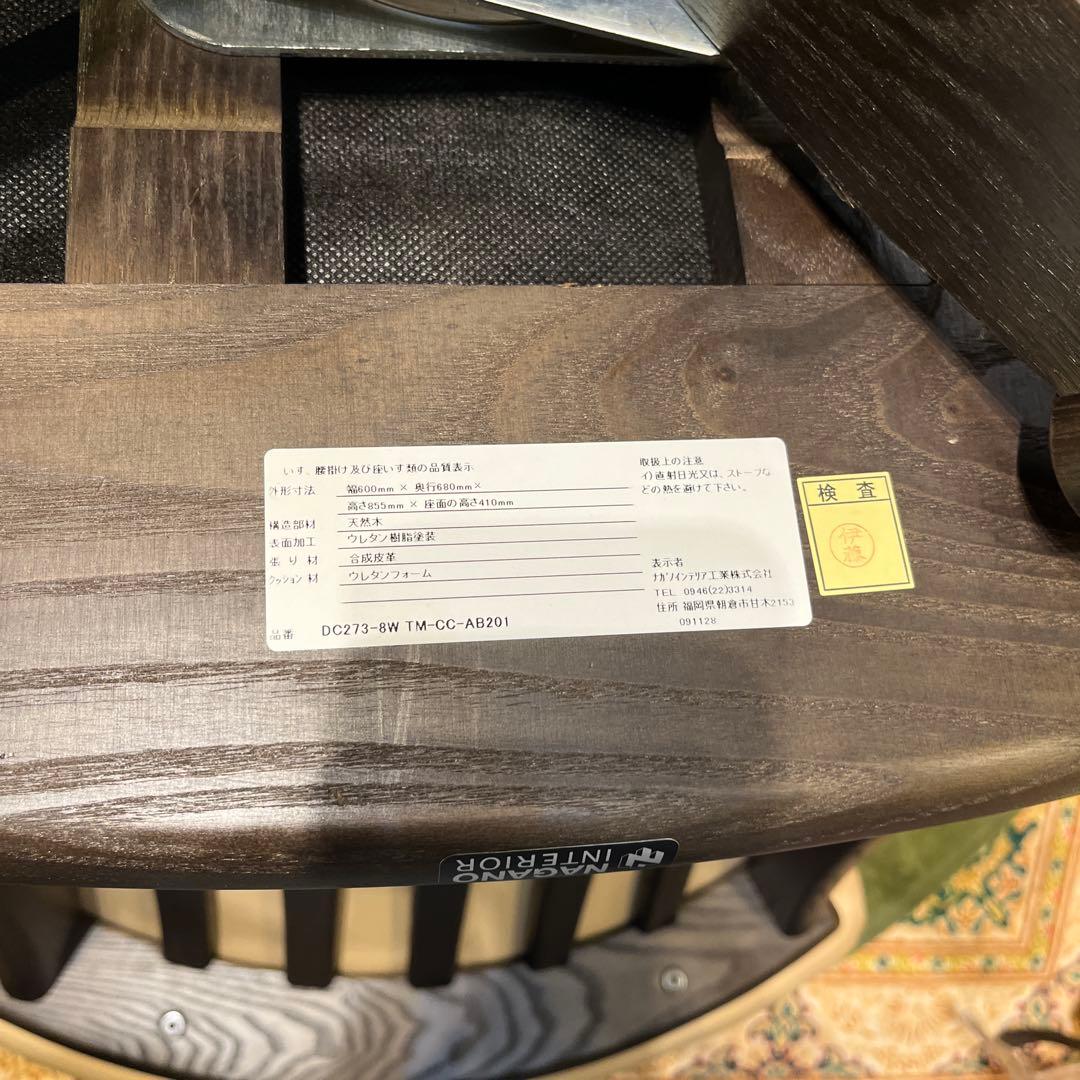 いす、腰掛け及び座いす類の品質表示
外形寸法 幅600mm × 奥行680mm×
高さ855mm × 座面の高さ410mm
構造部材 天然木
表面加工 ウレタン樹脂塗装
張り材 合成皮革
クッション材 ウレタンフォーム
品番 DC273-8W TM-CC-AB201
取扱上の注意
イ)直射日光又は、ストーブな
どの熱を避けて下さい。
表示者
ナガノインテリア工業株式会社
TEL 0946(22)3314
住所 福岡県朝倉市甘木2153
091128
検査
伊藤
NAGANO
INTERIOR